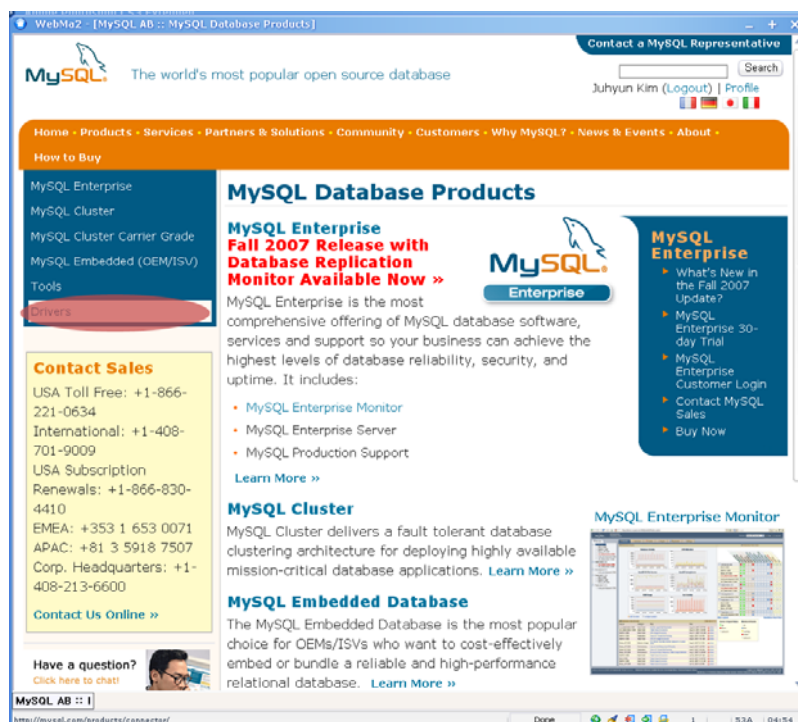 WebMa2 - [MySQL AB :: MySQL Database Products]
Contact a MySQL Representative
MySQL
The world's most popular open source database
Search
Juhyun Kim (Logout) | Profile
Home • Products • Services • Partners & Solutions • Community • Customers • Why MySQL? • News & Events • About •
How to Buy
MySQL Enterprise
MySQL Cluster
MySQL Cluster Carrier Grade
MySQL Embedded (OEM/ISV)
Tools
Drivers
Contact Sales
USA Toll Free: +1-866-
221-0634
International: +1-408-
701-9009
USA Subscription
Renewals: +1-866-830-
4410
EMEA: +353 1 653 0071
APAC: +81 3 5918 7507
Corp. Headquarters: +1-
408-213-6600
Contact Us Online »
Have a question?
Click here to chat!
MySQL Database Products
MySQL Enterprise
Fall 2007 Release with
Database Replication
Monitor Available Now »
MySQL Enterprise is the most
comprehensive offering of MySQL database software,
services and support so your business can achieve the
highest levels of database reliability, security, and
uptime. It includes:
• MySQL Enterprise Monitor
• MySQL Enterprise Server
• MySQL Production Support
Learn More »
MySQL
Enterprise
MySQL
Enterprise
What's New in
the Fall 2007
Update?
MySQL
Enterprise 30-
day Trial
MySQL
Enterprise
Customer Login
Contact MySQL
Sales
Buy Now
MySQL Cluster
MySQL Cluster delivers a fault tolerant database
clustering architecture for deploying highly available
mission-critical database applications. Learn More »
MySQL Embedded Database
The MySQL Embedded Database is the most popular
choice for OEMs/ISVs who want to cost-effectively
embed or bundle a reliable and high-performance
relational database. Learn More »
MySQL Enterprise Monitor
MySQL AB :: I
http://mysql.com/products/connector/
Done
1
53A
04:54